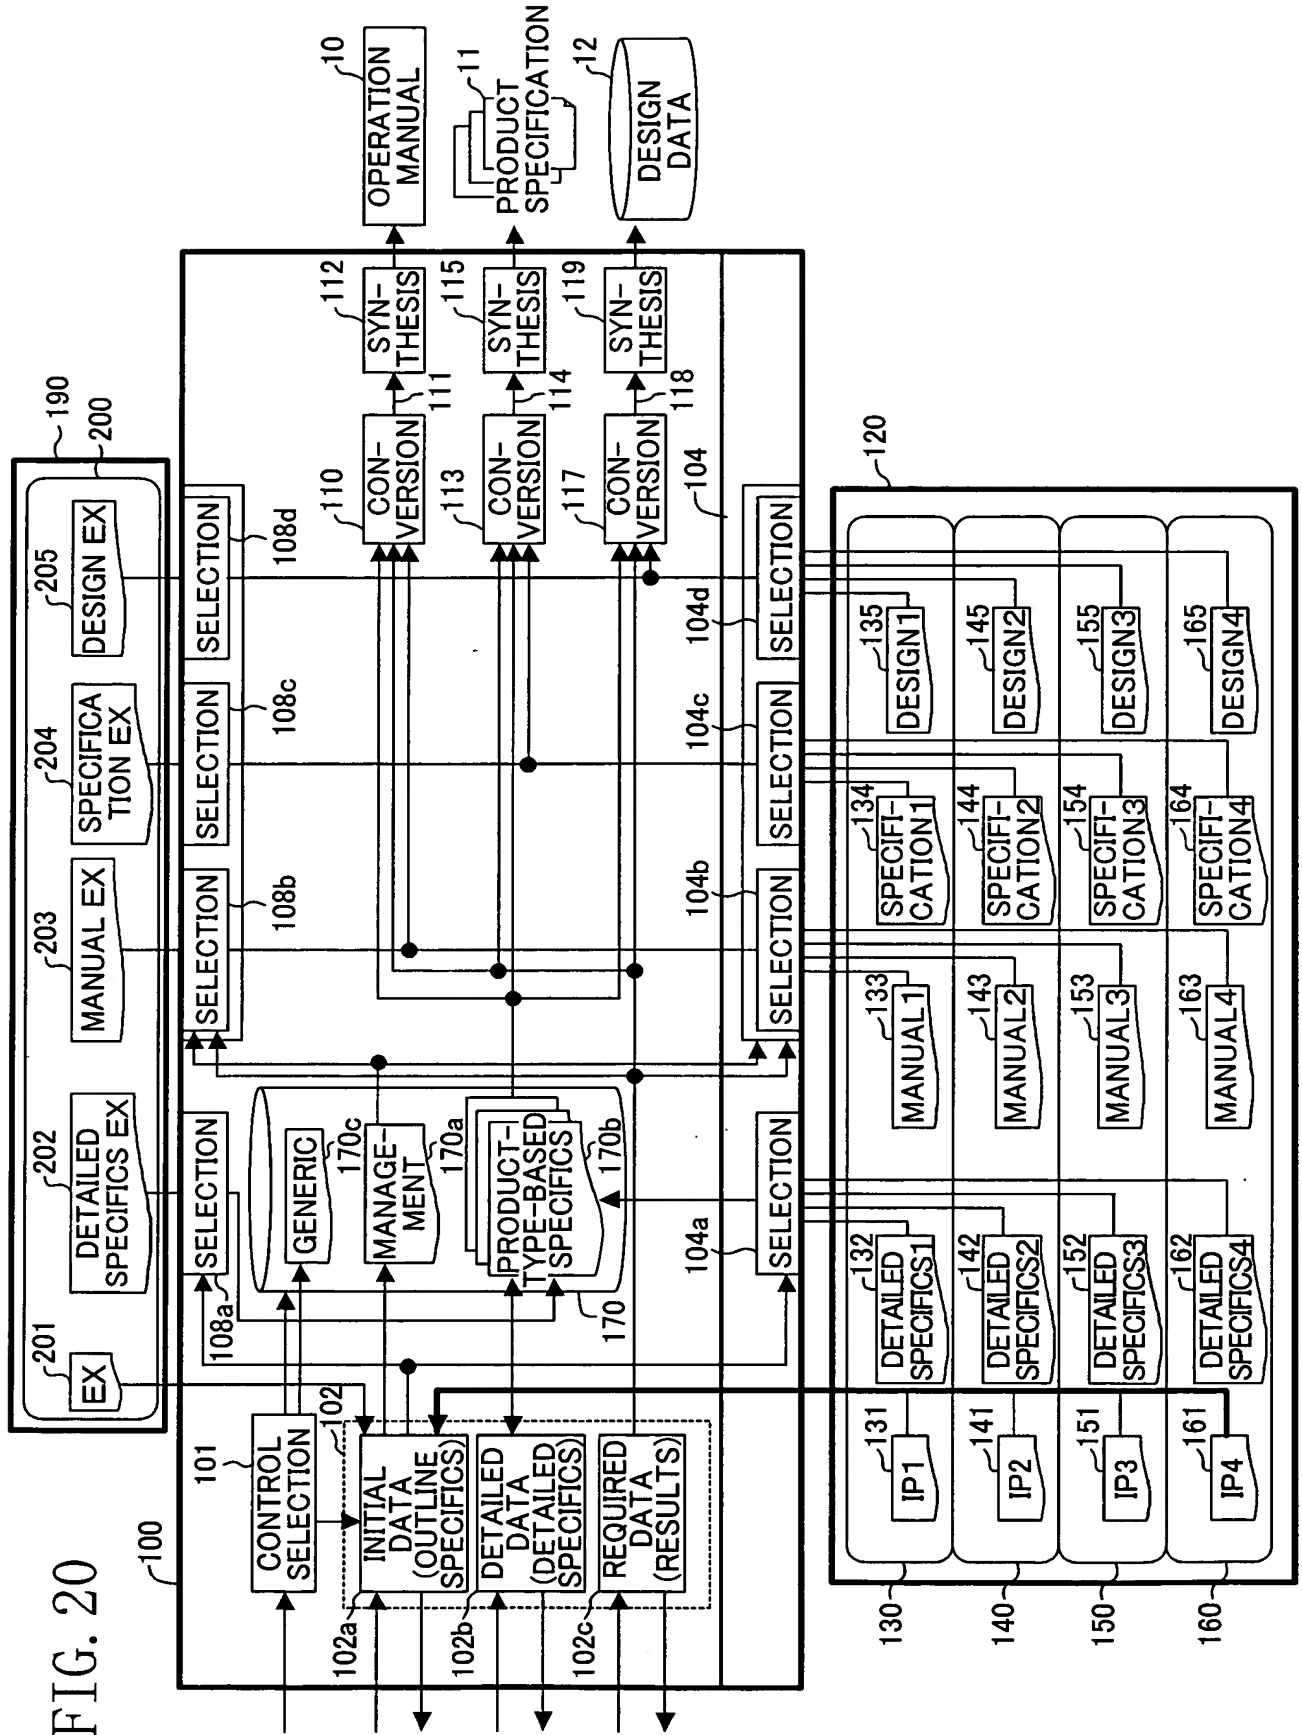 FIG. 20
100
190
200
201
EX
202
DETAILED
SPECIFICS EX
203
MANUAL EX
204
SPECIFICA
TION EX
205
DESIGN EX
101
CONTROL
SELECTION
102
102a
INITIAL
DATA
(OUTLINE
SPECIFICS)
102b
DETAILED
DATA
(DETAILED
SPECIFICS)
102c
REQUIRED
DATA
(RESULTS)
SELECTION
108a
SELECTION
108b
SELECTION
108c
SELECTION
108d
GENERIC
170c
MANAGE-
MENT
170a
PRODUCT-
TYPE-BASED
SPECIFICS
170b
170
110
CON-
VERSION
111
112
SYN-
THESIS
10
OPERATION
MANUAL
113
CON-
VERSION
114
115
SYN-
THESIS
11
PRODUCT
SPECIFICATION
117
CON-
VERSION
118
119
SYN-
THESIS
12
DESIGN
DATA
104
104a
SELECTION
104b
SELECTION
104c
SELECTION
104d
SELECTION
120
130
131
IP1
132
DETAILED
SPECIFICS1
133
MANUAL1
134
SPECIFI-
CATION1
135
DESIGN1
140
141
IP2
142
DETAILED
SPECIFICS2
143
MANUAL2
144
SPECIFI-
CATION2
145
DESIGN2
150
151
IP3
152
DETAILED
SPECIFICS3
153
MANUAL3
154
SPECIFI-
CATION3
155
DESIGN3
160
161
IP4
162
DETAILED
SPECIFICS4
163
MANUAL4
164
SPECIFI-
CATION4
165
DESIGN4